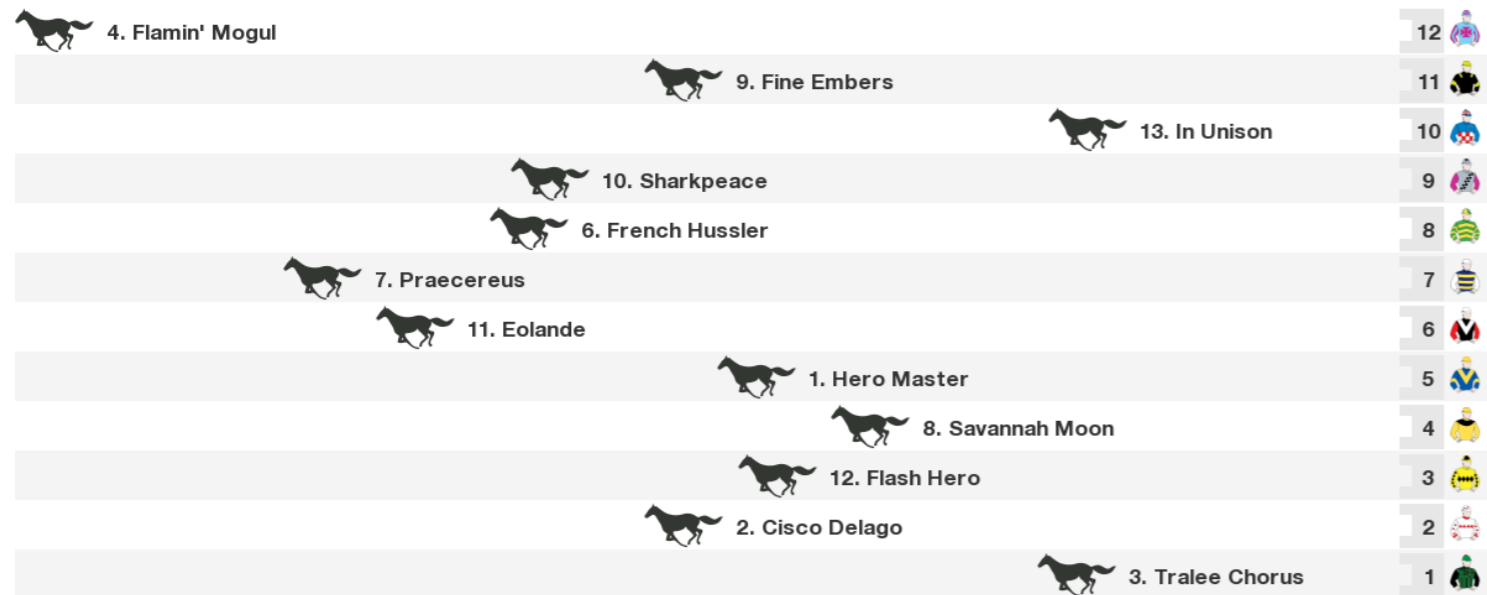 4. Flamin' Mogul 12
9. Fine Embers 11
13. In Unison 10
10. Sharkpeace 9
6. French Hussler 8
7. Praecereus 7
11. Eolande 6
1. Hero Master 5
8. Savannah Moon 4
12. Flash Hero 3
2. Cisco Delago 2
3. Tralee Chorus 1